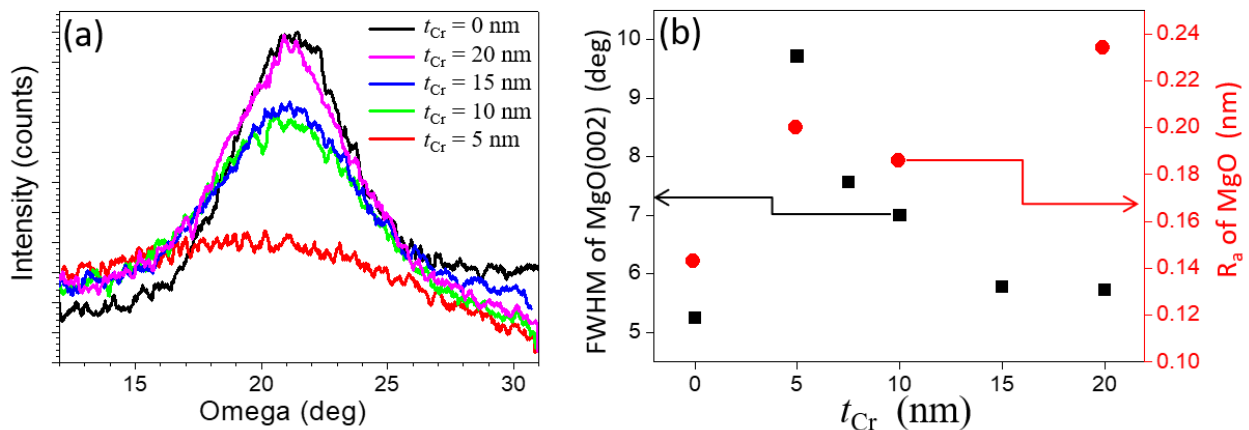 (a)
t_Cr = 0 nm
t_Cr = 20 nm
t_Cr = 15 nm
t_Cr = 10 nm
t_Cr = 5 nm
Intensity (counts)
15 20 25 30
Omega (deg)
(b)
FWHM of MgO(002) (deg)
10
9
8
7
6
5
0 5 10 15 20
t_Cr (nm)
0.24
0.22
0.20
0.18
0.16
0.14
0.12
0.10
R_a of MgO (nm)